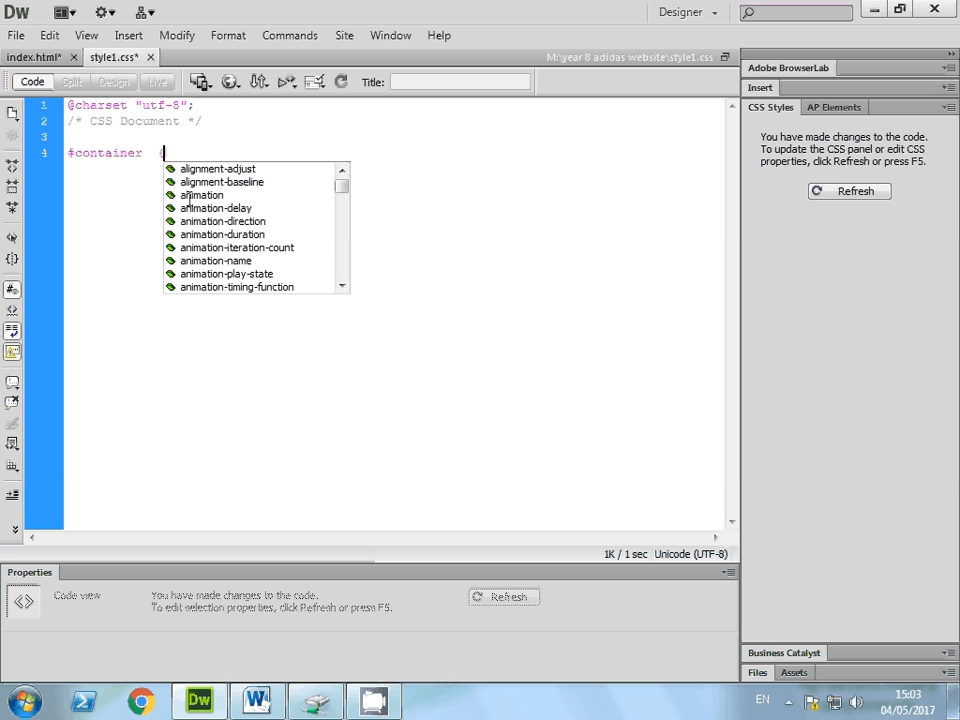 Dw
Designer
File Edit View Insert Modify Format Commands Site Window Help
index.html* style1.css* M:\year 8 adidas website\style1.css
Code Split Design Live Title:
1 @charset "utf-8";
2 /* CSS Document */
3
4 #container {
alignment-adjust
alignment-baseline
animation
animation-delay
animation-direction
animation-duration
animation-iteration-count
animation-name
animation-play-state
animation-timing-function
1K / 1 sec Unicode (UTF-8)
Adobe BrowserLab
Insert
CSS Styles AP Elements
You have made changes to the code.
To update the CSS panel or edit CSS
properties, click Refresh or press F5.
Refresh
Properties
Code view
You have made changes to the code.
To edit selection properties, click Refresh or press F5.
Refresh
Business Catalyst
Files Assets
Dw W EN 15:03
04/05/2017